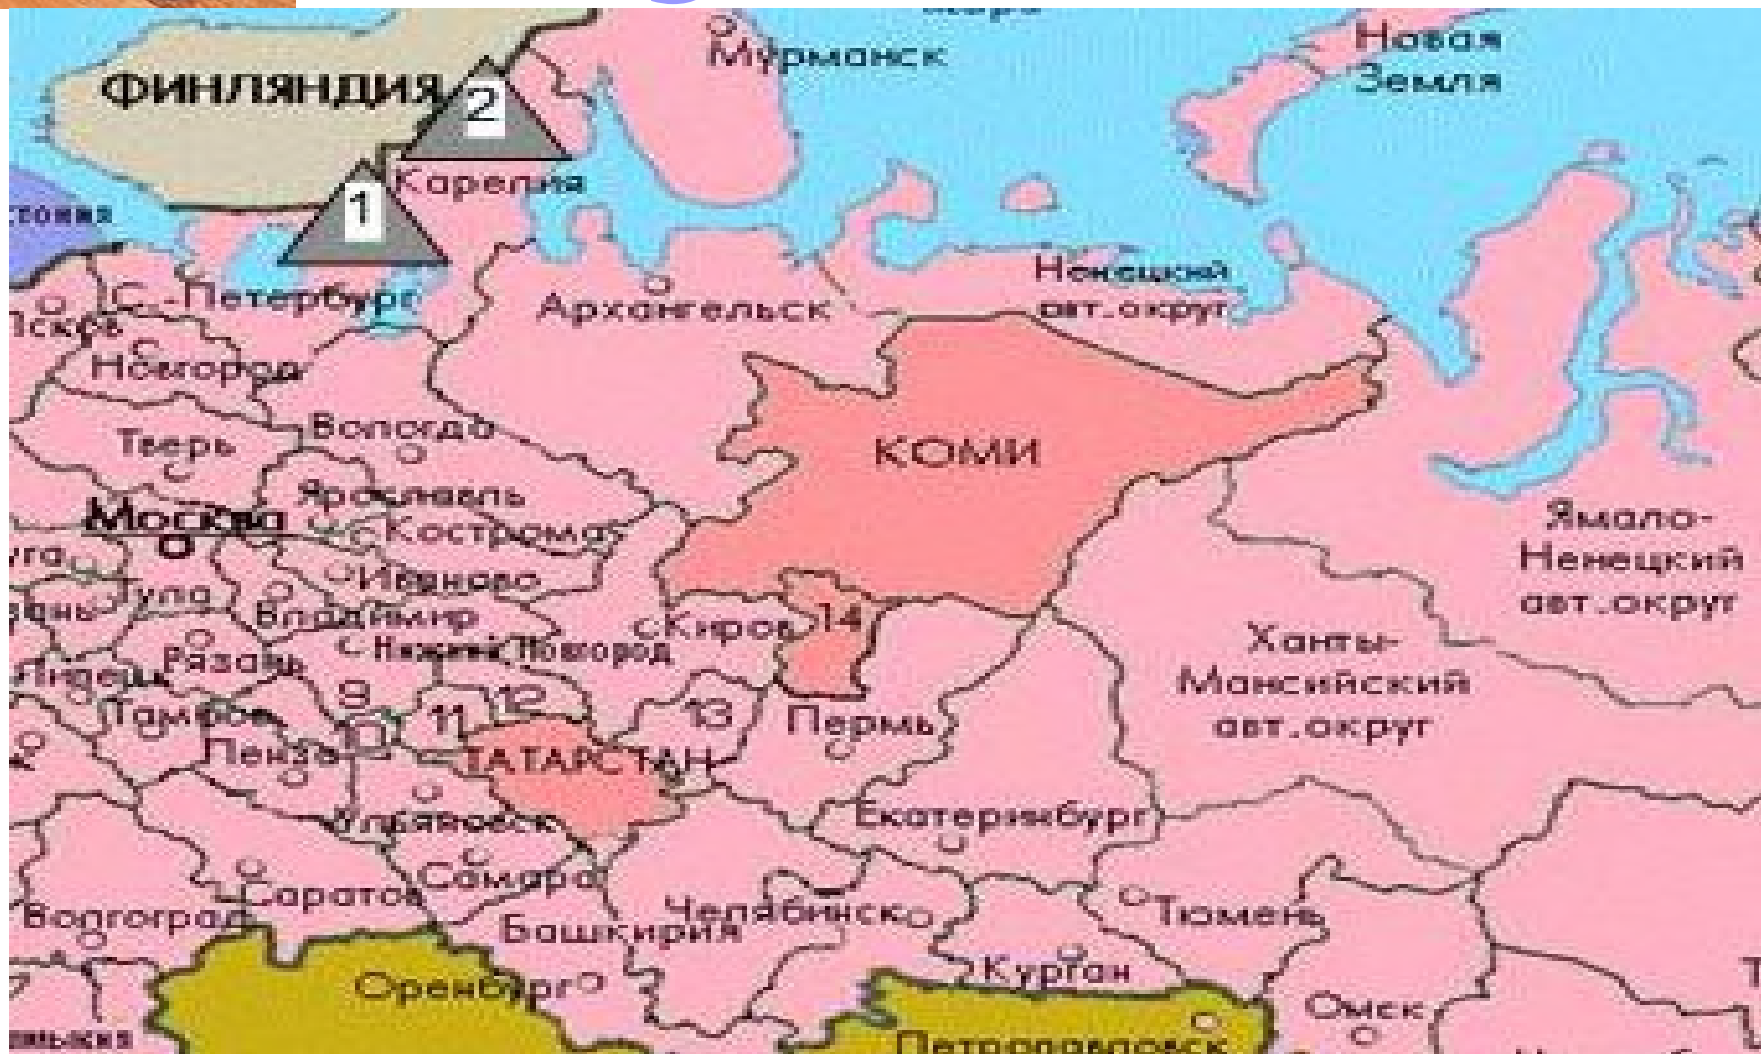 Мурманск
Новая
Земля
ФИНЛЯНДИЯ
2
Карелия
1
Ненецкий
авт.округ
С.-Петербург
Архангельск
Новгород
КОМИ
Вологда
Тверь
Ярославль
Москва
Кострома
Ямало-
Ненецкий
авт.округ
Иваново
Тула
Владимир
14
Киров
Ханты-
Мансийский
авт.округ
Нижний Новгород
Рязань
9
12
11
13
Тамбов
Пермь
Пенза
ТАТАРСТАН
Екатеринбург
Ульяновск
Самара
Саратов
Челябинск
Тюмень
Волгоград
Башкирия
Курган
Оренбург
Омск
7